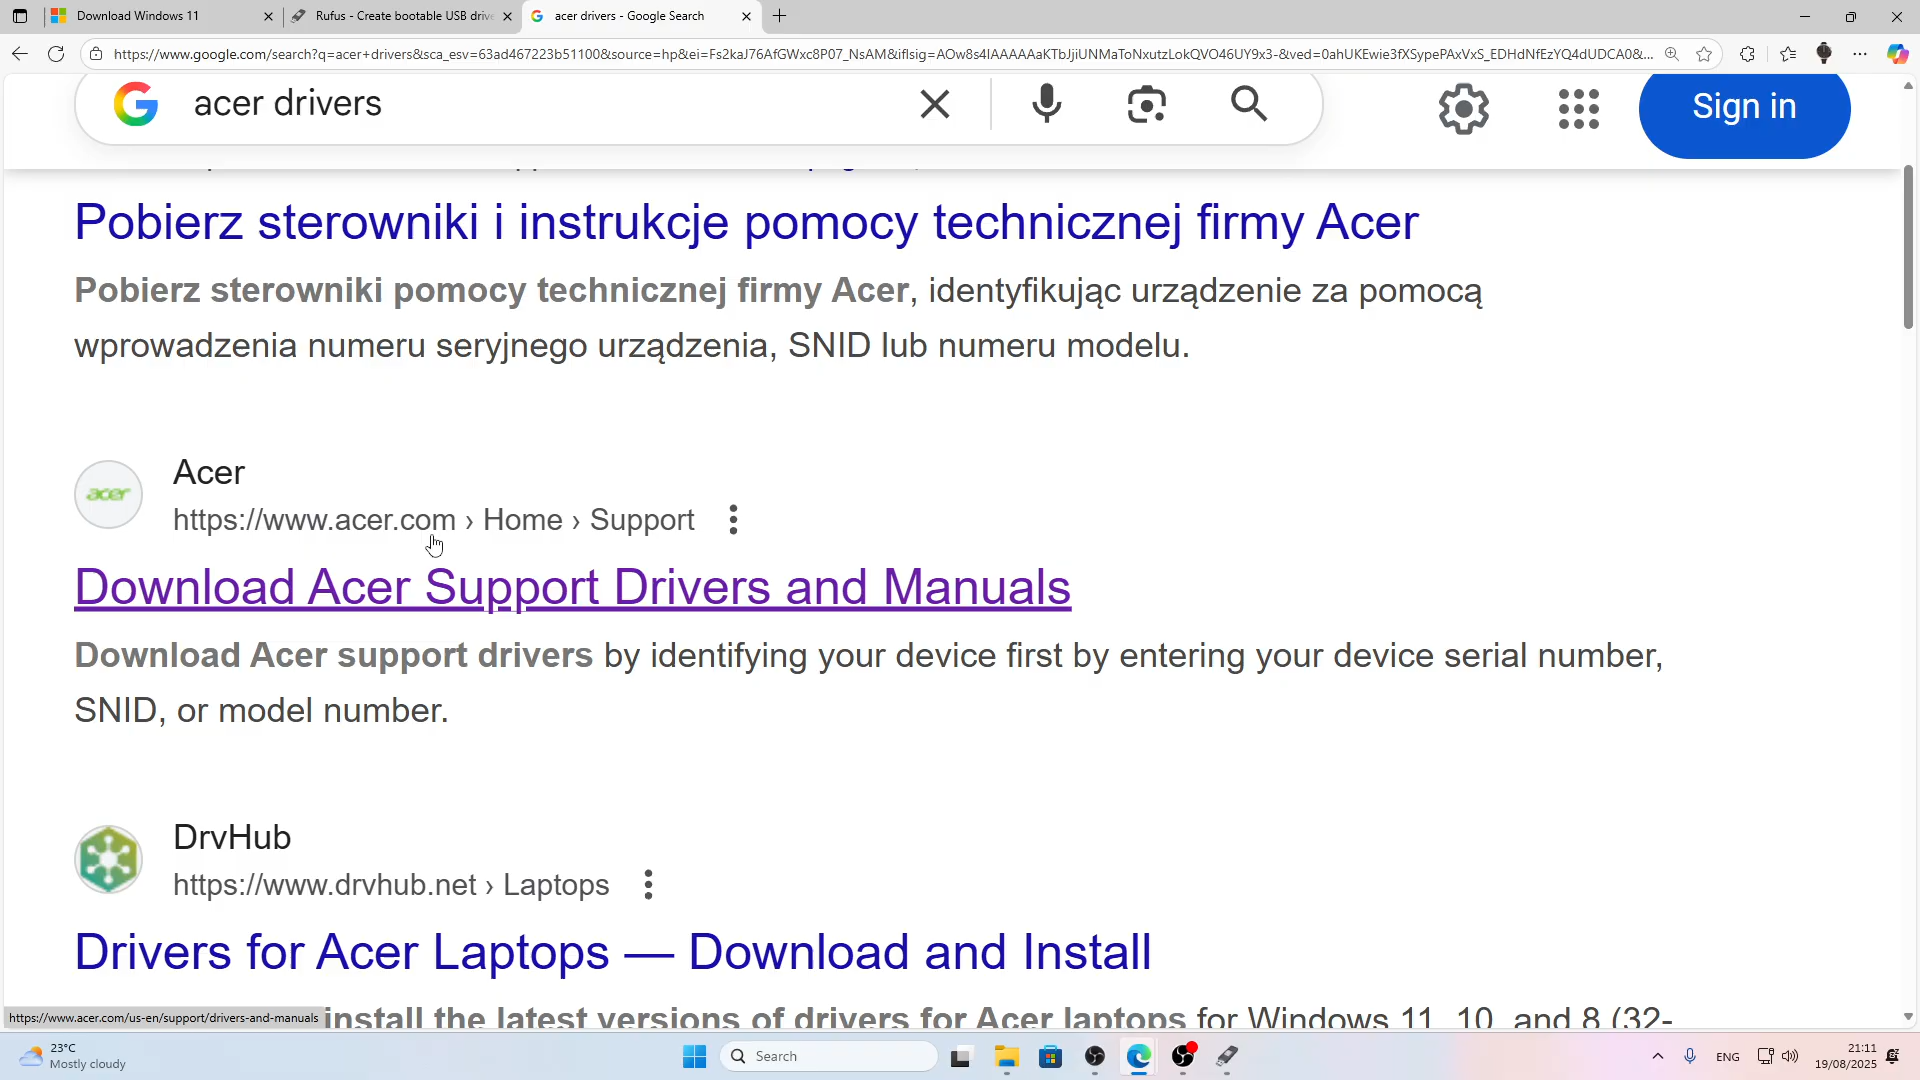 Download Windows 11
Rufus - Create bootable USB drive
acer drivers - Google Search
https://www.google.com/search?q=acer+drivers&sca_esv=63ad467223b51100&source=hp&ei=Fs2kaJ76AfGWxc8P07_NsAM&iflsig=AOw8s4IAAAAAaKTbJjiUNMaToNxutzLokQVO46UY9x3-&ved=0ahUKEwie3fXSypePAxVxS_EDHdNfEzYQ4dUDCA0&...
acer drivers
Sign in
Pobierz sterowniki i instrukcje pomocy technicznej firmy Acer
Pobierz sterowniki pomocy technicznej firmy Acer, identyfikując urządzenie za pomocą
wprowadzenia numeru seryjnego urządzenia, SNID lub numeru modelu.
acer
Acer
https://www.acer.com › Home › Support
Download Acer Support Drivers and Manuals
Download Acer support drivers by identifying your device first by entering your device serial number,
SNID, or model number.
DrvHub
https://www.drvhub.net › Laptops
Drivers for Acer Laptops — Download and Install
install the latest versions of drivers for Acer laptops for Windows 11, 10, and 8 (32-
https://www.acer.com/us-en/support/drivers-and-manuals
23°C
Mostly cloudy
Search
ENG
21:11
19/08/2025